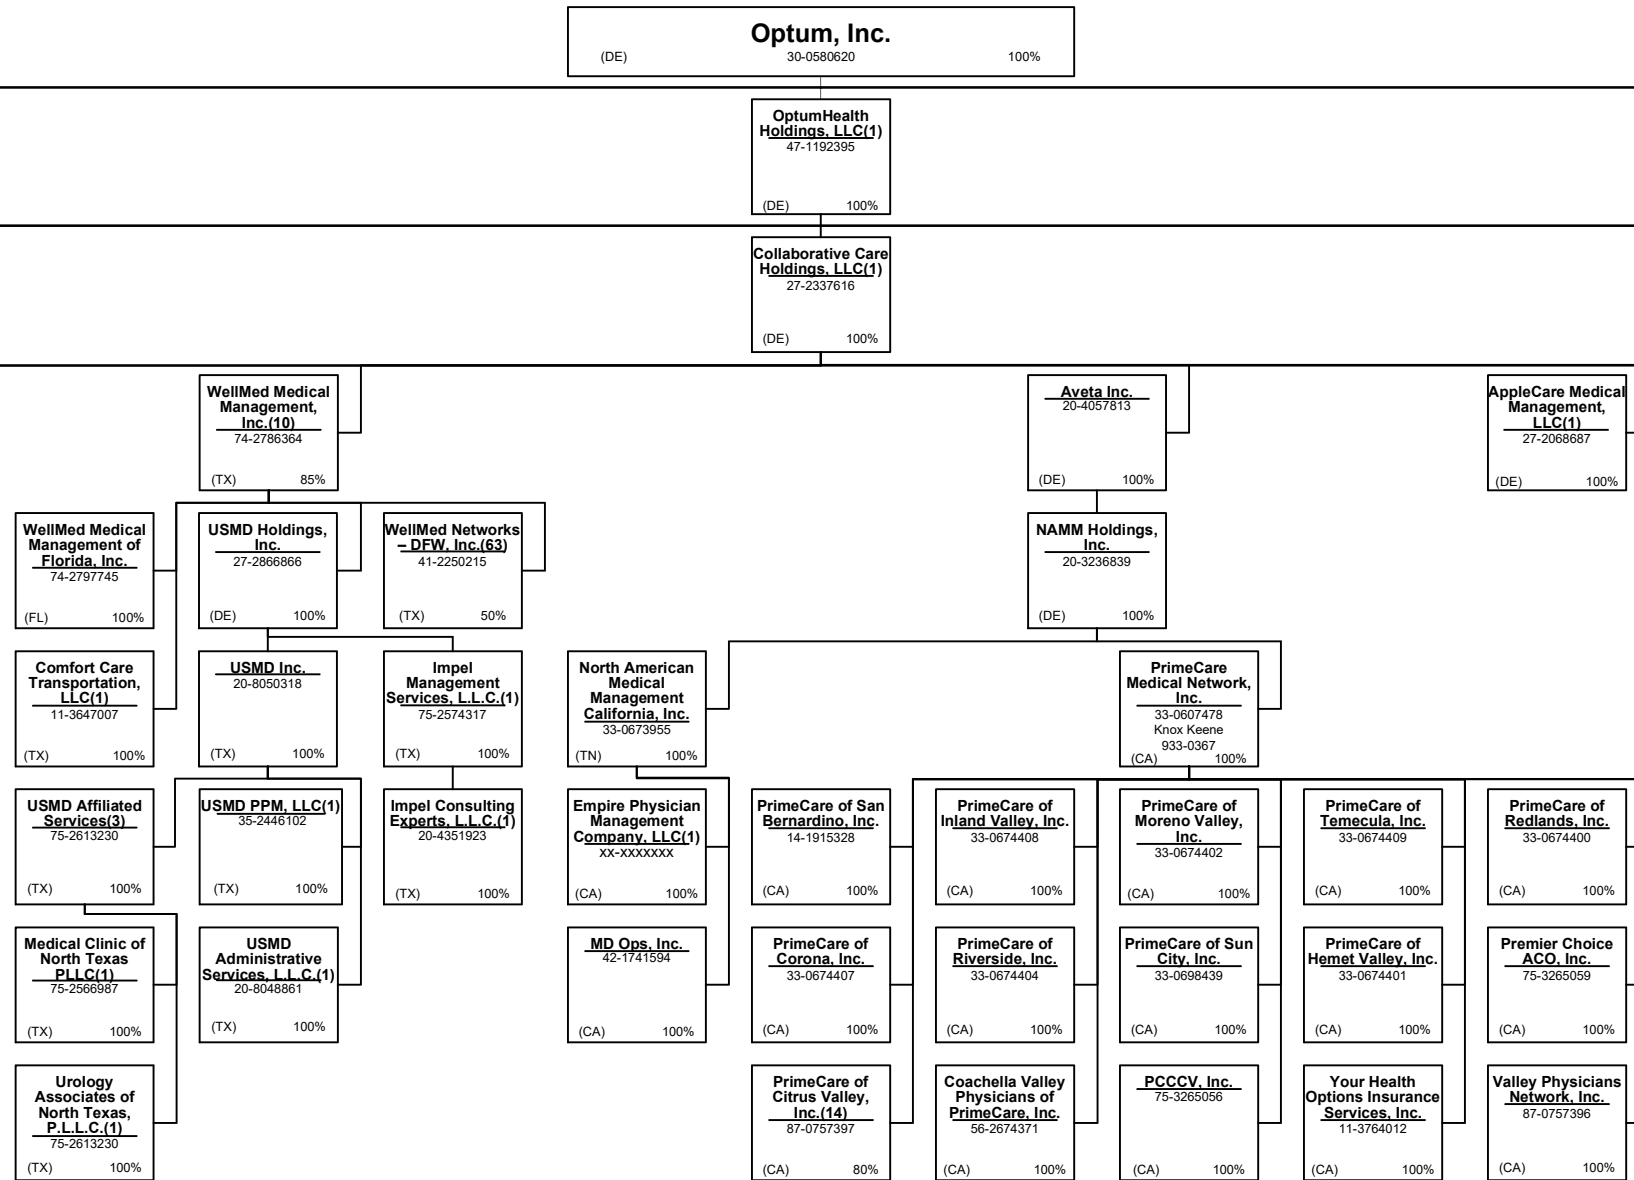 Optum, Inc.
(DE) 30-0580620 100%
OptumHealth
Holdings, LLC(1)
47-1192395
(DE) 100%
Collaborative Care
Holdings, LLC(1)
27-2337616
(DE) 100%
WellMed Medical
Management,
Inc.(10)
74-2786364
(TX) 85%
Aveta Inc.
20-4057813
(DE) 100%
AppleCare Medical
Management,
LLC(1)
27-2068687
(DE) 100%
WellMed Medical
Management of
Florida, Inc.
74-2797745
(FL) 100%
USMD Holdings,
Inc.
27-2866866
(DE) 100%
WellMed Networks
– DFW, Inc.(63)
41-2250215
(TX) 50%
NAMM Holdings,
Inc.
20-3236839
(DE) 100%
Comfort Care
Transportation,
LLC(1)
11-3647007
(TX) 100%
USMD Inc.
20-8050318
(TX) 100%
Impel
Management
Services, L.L.C.(1)
75-2574317
(TX) 100%
North American
Medical
Management
California, Inc.
33-0673955
(TN) 100%
PrimeCare
Medical Network,
Inc.
33-0607478
Knox Keene
933-0367
(CA) 100%
USMD Affiliated
Services(3)
75-2613230
(TX) 100%
USMD PPM, LLC(1)
35-2446102
(TX) 100%
Impel Consulting
Experts, L.L.C.(1)
20-4351923
(TX) 100%
Empire Physician
Management
Company, LLC(1)
xx-xxxxxxx
(CA) 100%
PrimeCare of San
Bernardino, Inc.
14-1915328
(CA) 100%
PrimeCare of
Inland Valley, Inc.
33-0674408
(CA) 100%
PrimeCare of
Moreno Valley,
Inc.
33-0674402
(CA) 100%
PrimeCare of
Temecula, Inc.
33-0674409
(CA) 100%
PrimeCare of
Redlands, Inc.
33-0674400
(CA) 100%
Medical Clinic of
North Texas
PLLC(1)
75-2566987
(TX) 100%
USMD
Administrative
Services, L.L.C.(1)
20-8048861
(TX) 100%
MD Ops, Inc.
42-1741594
(CA) 100%
PrimeCare of
Corona, Inc.
33-0674407
(CA) 100%
PrimeCare of
Riverside, Inc.
33-0674404
(CA) 100%
PrimeCare of Sun
City, Inc.
33-0698439
(CA) 100%
PrimeCare of
Hemet Valley, Inc.
33-0674401
(CA) 100%
Premier Choice
ACO, Inc.
75-3265059
(CA) 100%
Urology
Associates of
North Texas,
P.L.L.C.(1)
75-2613230
(TX) 100%
PrimeCare of
Citrus Valley,
Inc.(14)
87-0757397
(CA) 80%
Coachella Valley
Physicians of
PrimeCare, Inc.
56-2674371
(CA) 100%
PCCCV, Inc.
75-3265056
(CA) 100%
Your Health
Options Insurance
Services, Inc.
11-3764012
(CA) 100%
Valley Physicians
Network, Inc.
87-0757396
(CA) 100%